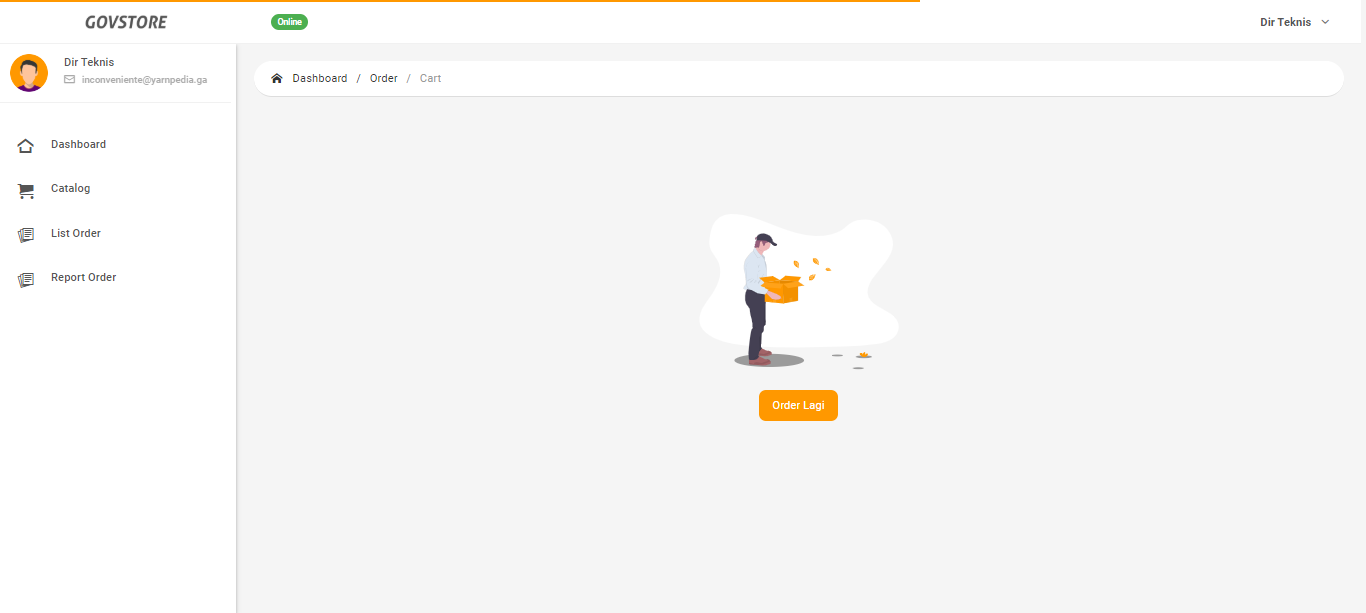 GOVSTORE
Online
Dir Teknis
Dir Teknis
inconveniente@yarnpedia.ga
Dashboard / Order / Cart
Dashboard
Catalog
List Order
Report Order
Order Lagi